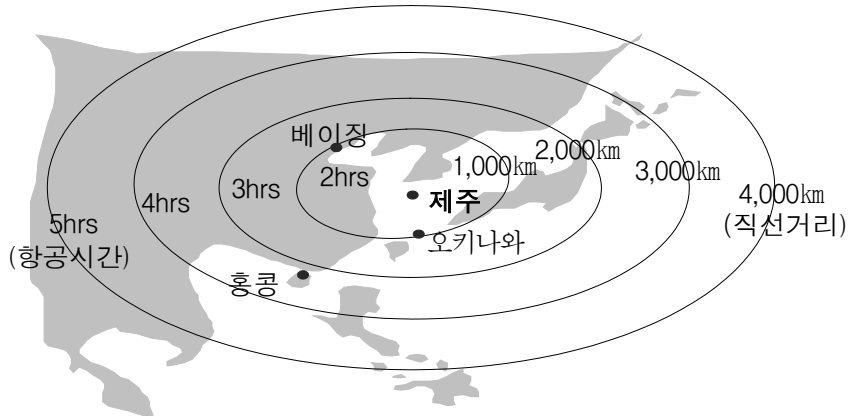 베이징
2hrs
3hrs
4hrs
5hrs
(항공시간)
1,000㎞
2,000㎞
3,000㎞
4,000㎞
(직선거리)
제주
오키나와
홍콩